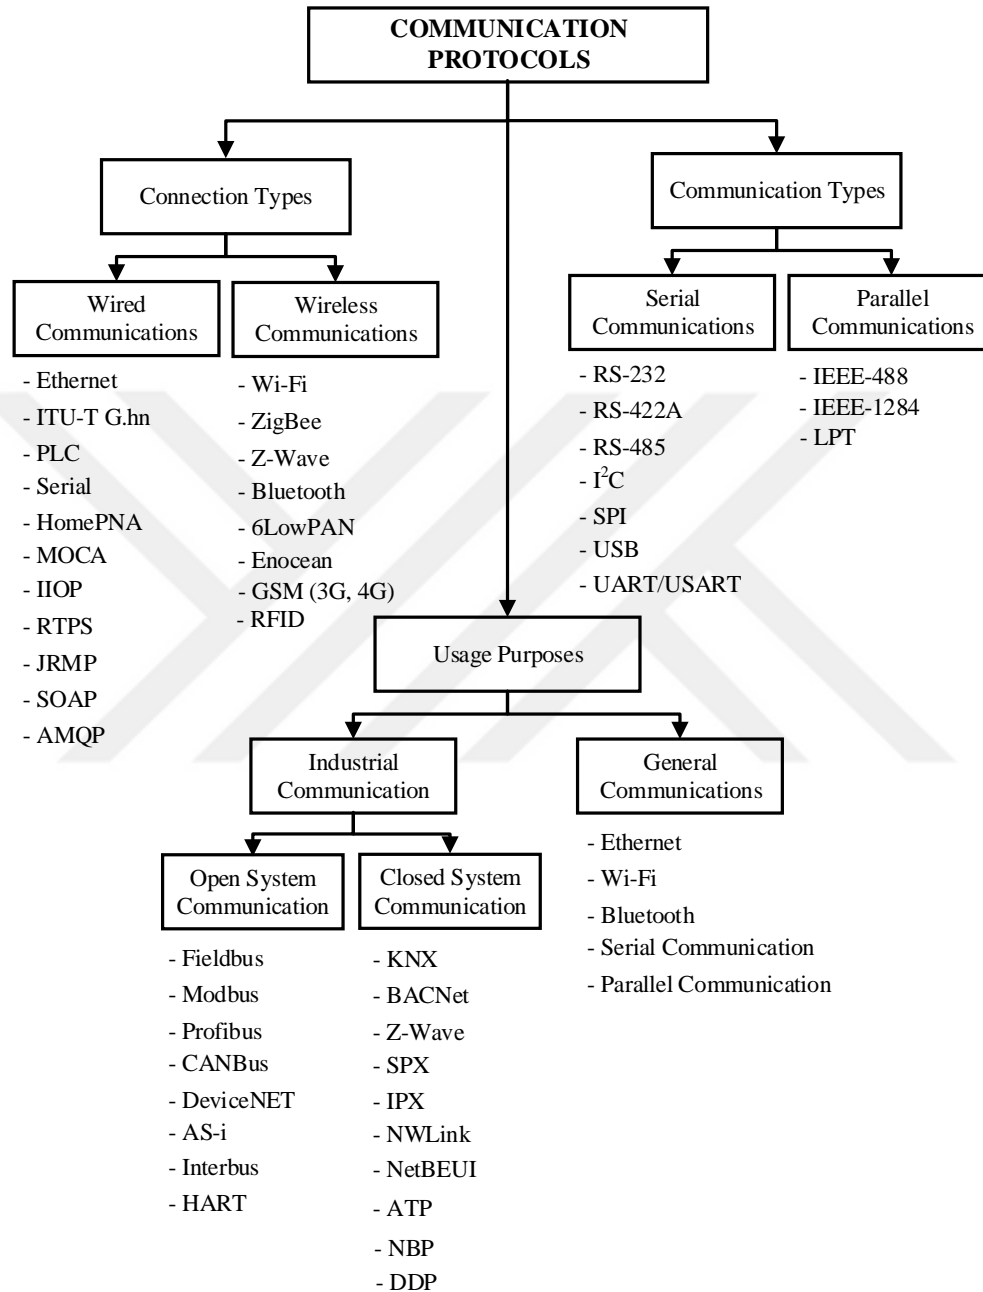 COMMUNICATION
PROTOCOLS
Connection Types
Communication Types
Wired
Communications
Wireless
Communications
Serial
Communications
Parallel
Communications
- Ethernet
- ITU-T G.hn
- PLC
- Serial
- HomePNA
- MOCA
- IIOP
- RTPS
- JRMP
- SOAP
- AMQP
- Wi-Fi
- ZigBee
- Z-Wave
- Bluetooth
- 6LowPAN
- Enocean
- GSM (3G, 4G)
- RFID
- RS-232
- RS-422A
- RS-485
- I²C
- SPI
- USB
- UART/USART
- IEEE-488
- IEEE-1284
- LPT
Usage Purposes
Industrial
Communication
General
Communications
Open System
Communication
Closed System
Communication
- Fieldbus
- Modbus
- Profibus
- CANBus
- DeviceNET
- AS-i
- Interbus
- HART
- KNX
- BACNet
- Z-Wave
- SPX
- IPX
- NWLink
- NetBEUI
- ATP
- NBP
- DDP
- Ethernet
- Wi-Fi
- Bluetooth
- Serial Communication
- Parallel Communication